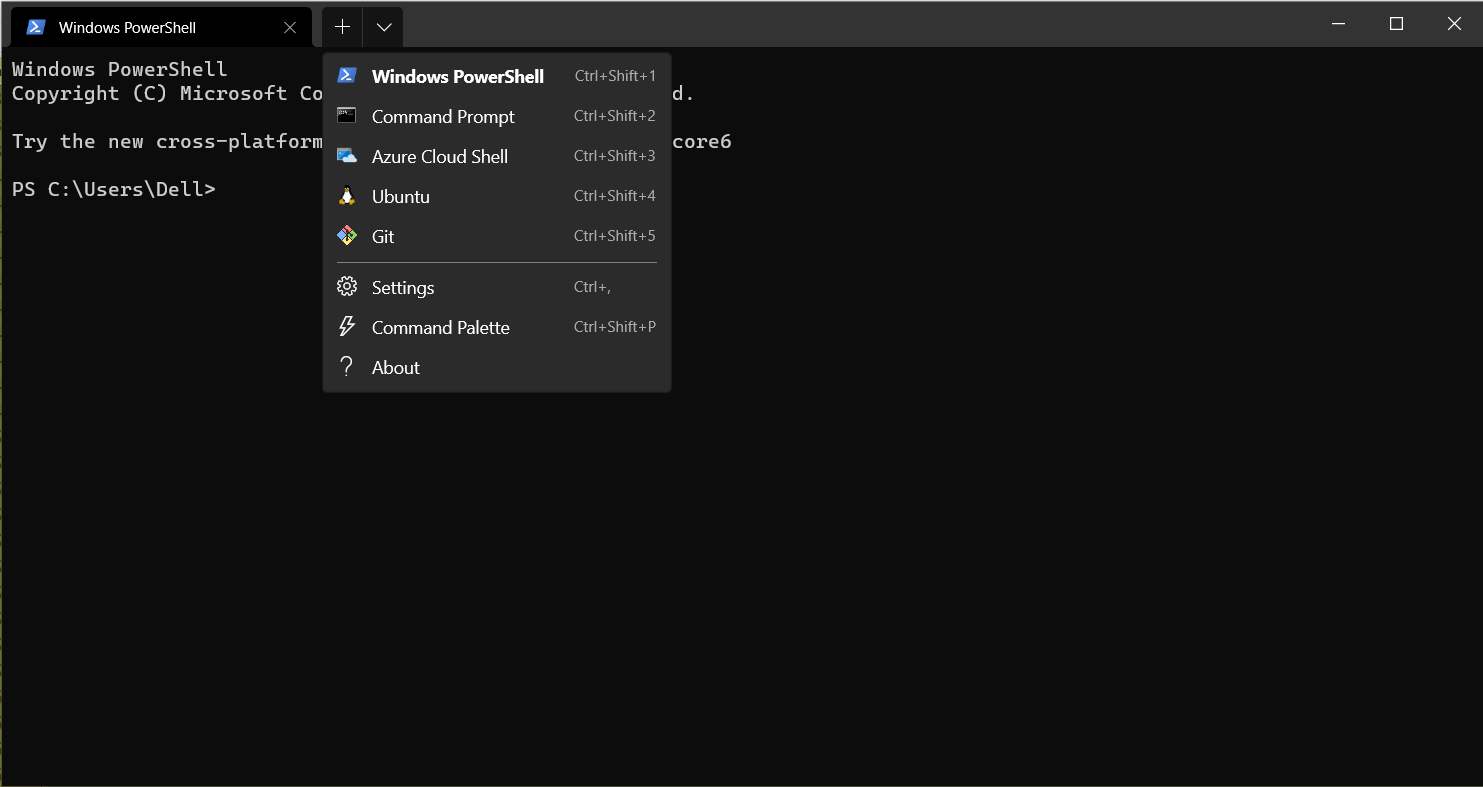 Windows PowerShell
Windows PowerShell
Copyright (C) Microsoft Co d.
Try the new cross-platform core6
PS C:\Users\Dell>
Windows PowerShell Ctrl+Shift+1
Command Prompt Ctrl+Shift+2
Azure Cloud Shell Ctrl+Shift+3
Ubuntu Ctrl+Shift+4
Git Ctrl+Shift+5
Settings Ctrl+,
Command Palette Ctrl+Shift+P
About